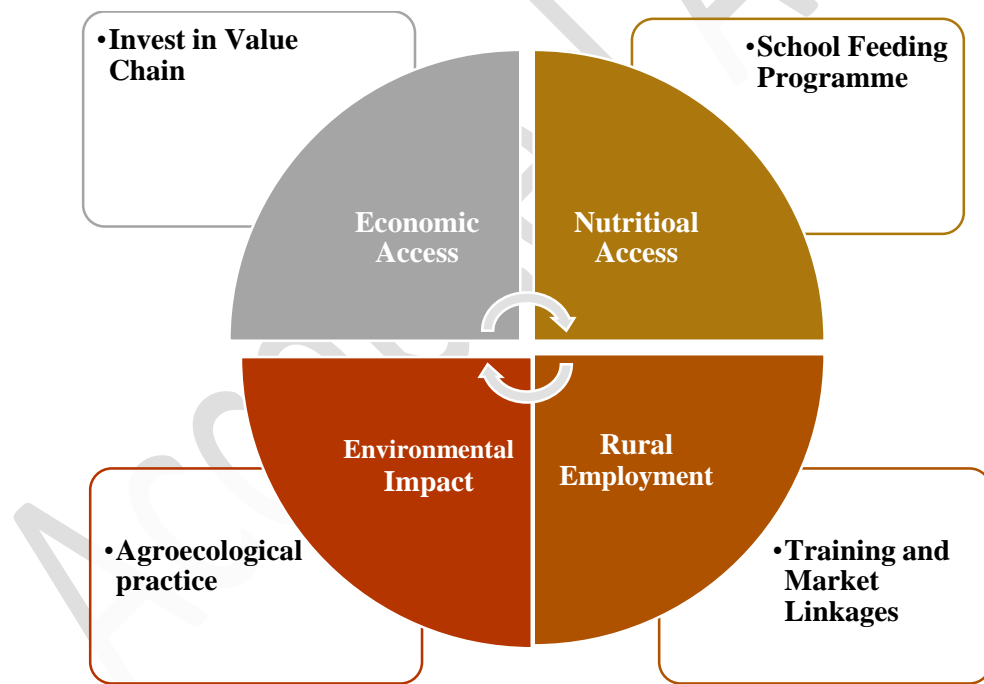 •Invest in Value
Chain
•School Feeding
Programme
Economic
Access
Nutritioal
Access
Environmental
Impact
Rural
Employment
•Agroecological
practice
•Training and
Market
Linkages